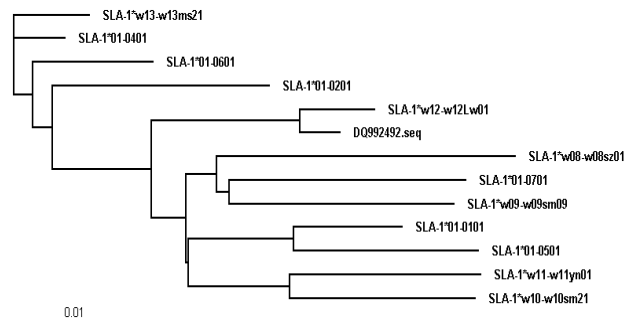 SLA-1*w13-w13ms21
SLA-1*01-0401
SLA-1*01-0601
SLA-1*01-0201
SLA-1*w12-w12Lw01
DQ992492.seq
SLA-1*w08-w08sz01
SLA-1*01-0701
SLA-1*w09-w09sm09
SLA-1*01-0101
SLA-1*01-0501
SLA-1*w11-w11yn01
SLA-1*w10-w10sm21
0.01